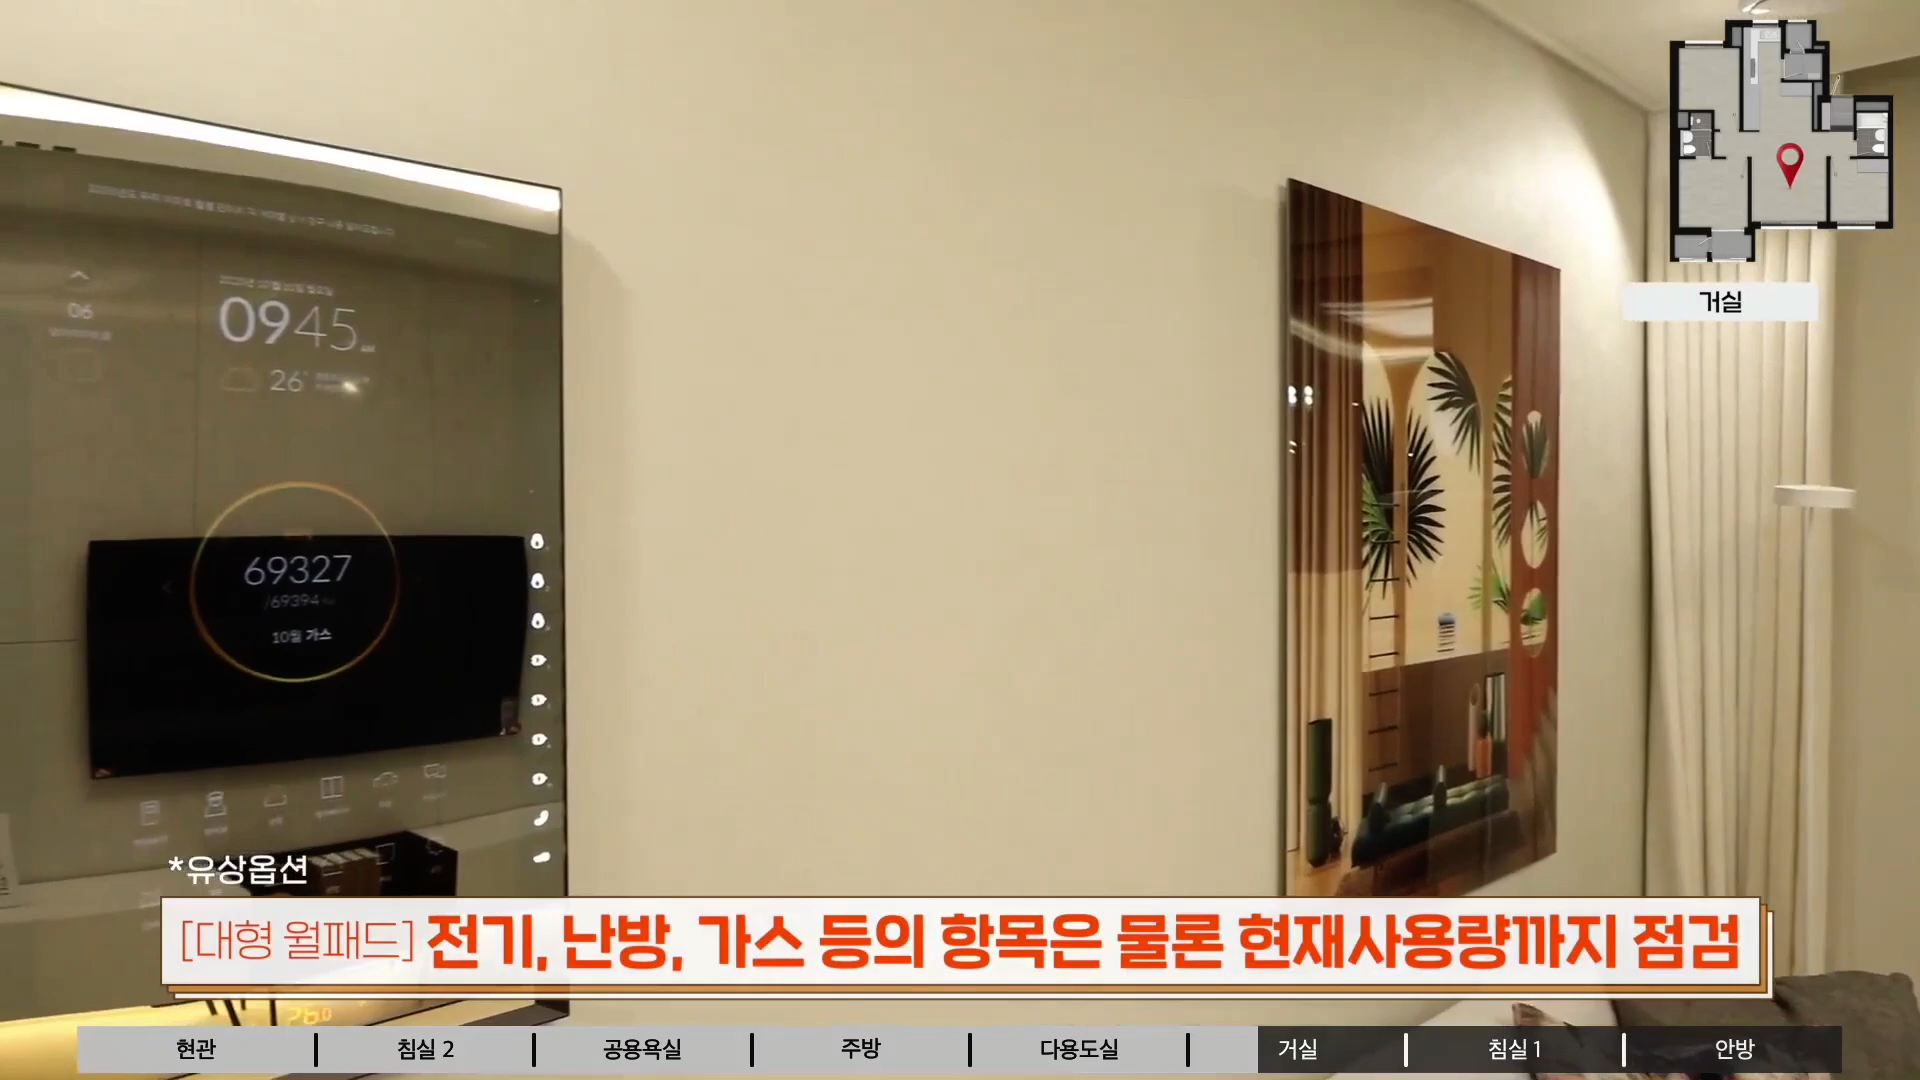 거실
06
0945
26°
69327
/69394
10월 가스
*유상옵션
[대형 월패드] 전기, 난방, 가스 등의 항목은 물론 현재사용량까지 점검
26.0
현관
침실 2
공용욕실
주방
다용도실
거실
침실 1
안방